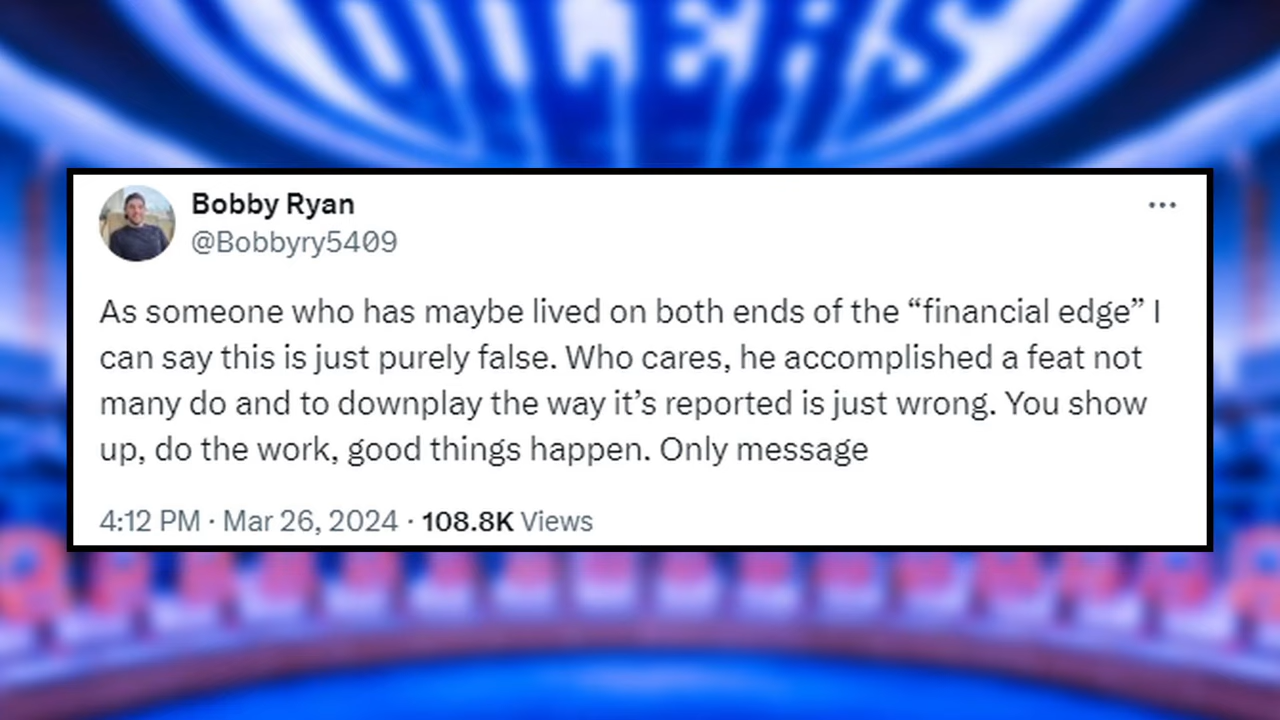 OILERS
Bobby Ryan
@Bobbyry5409
As someone who has maybe lived on both ends of the “financial edge” I
can say this is just purely false. Who cares, he accomplished a feat not
many do and to downplay the way it’s reported is just wrong. You show
up, do the work, good things happen. Only message
4:12 PM · Mar 26, 2024 · 108.8K Views